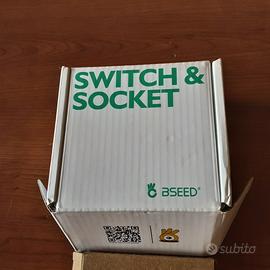 SWITCH &
SOCKET
BSEED®
subito